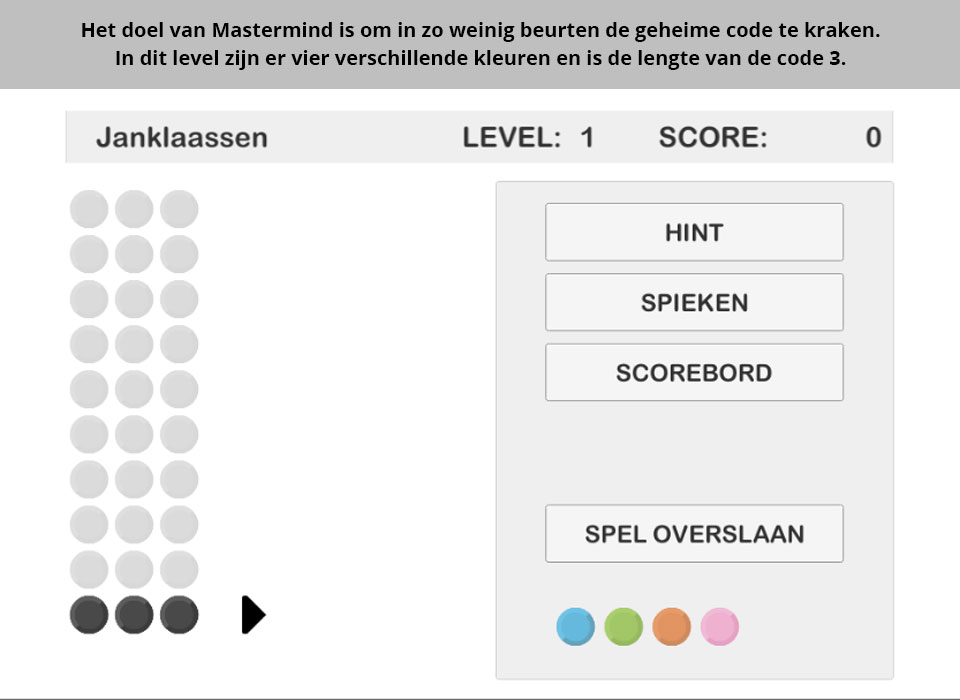 Het doel van Mastermind is om in zo weinig beurten de geheime code te kraken.
In dit level zijn er vier verschillende kleuren en is de lengte van de code 3.
Janklaassen LEVEL: 1 SCORE: 0
HINT
SPIEKEN
SCOREBORD
SPEL OVERSLAAN